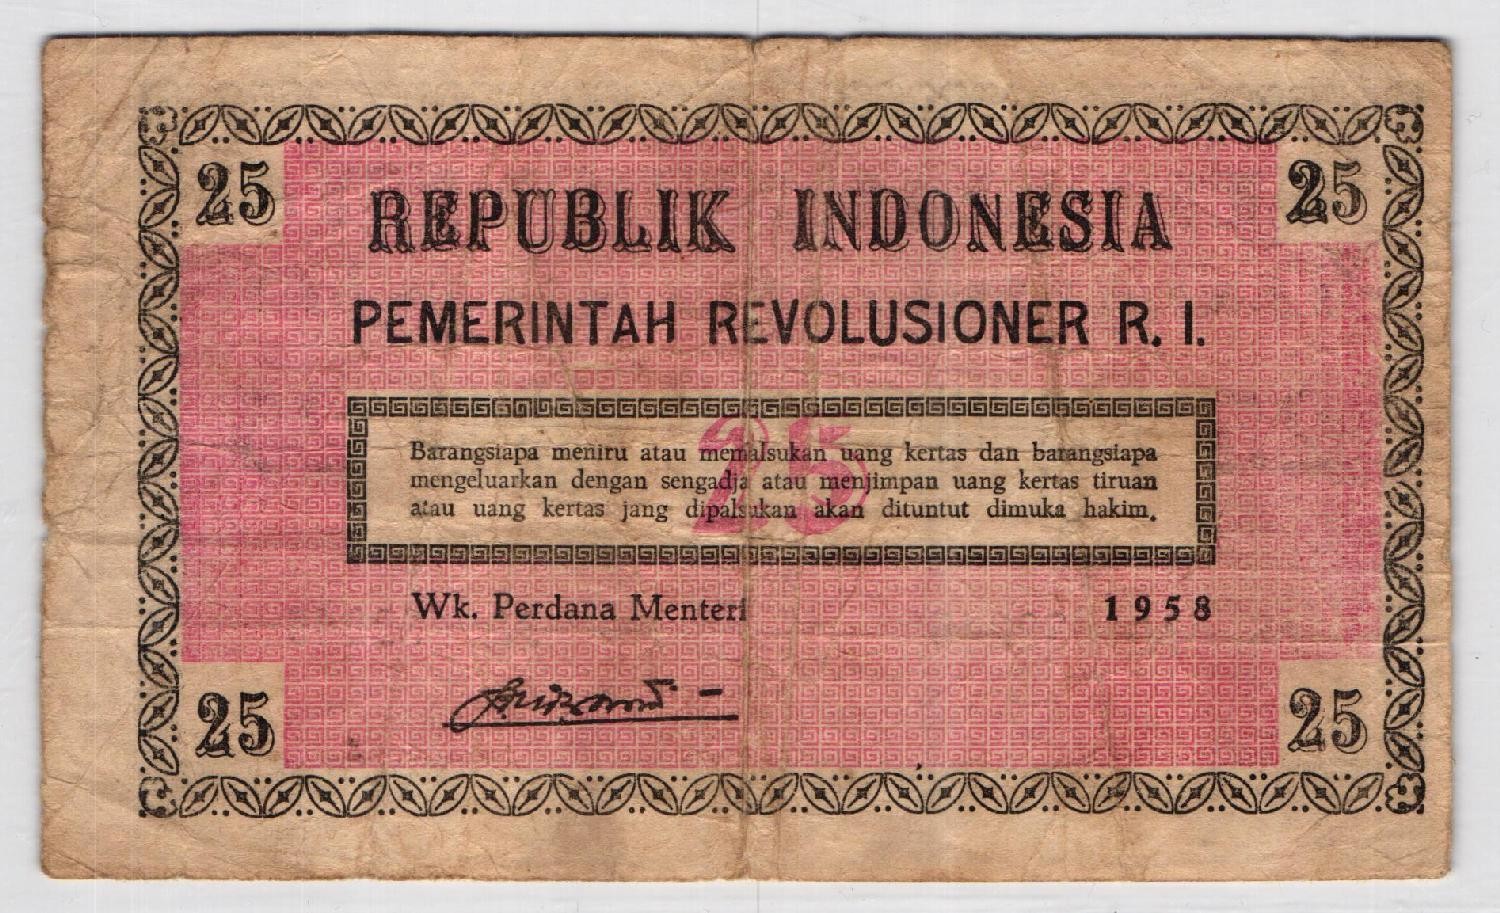 25 25
REPUBLIK INDONESIA
PEMERINTAH REVOLUSIONER R. I.
25
Barangsiapa meniru atau memalsukan uang kertas dan barangsiapa
mengeluarkan dengan sengadja atau menjimpan uang kertas tiruan
atau uang kertas jang dipalsukan akan dituntut dimuka hakim.
Wk. Perdana Menteri 1958
25 25